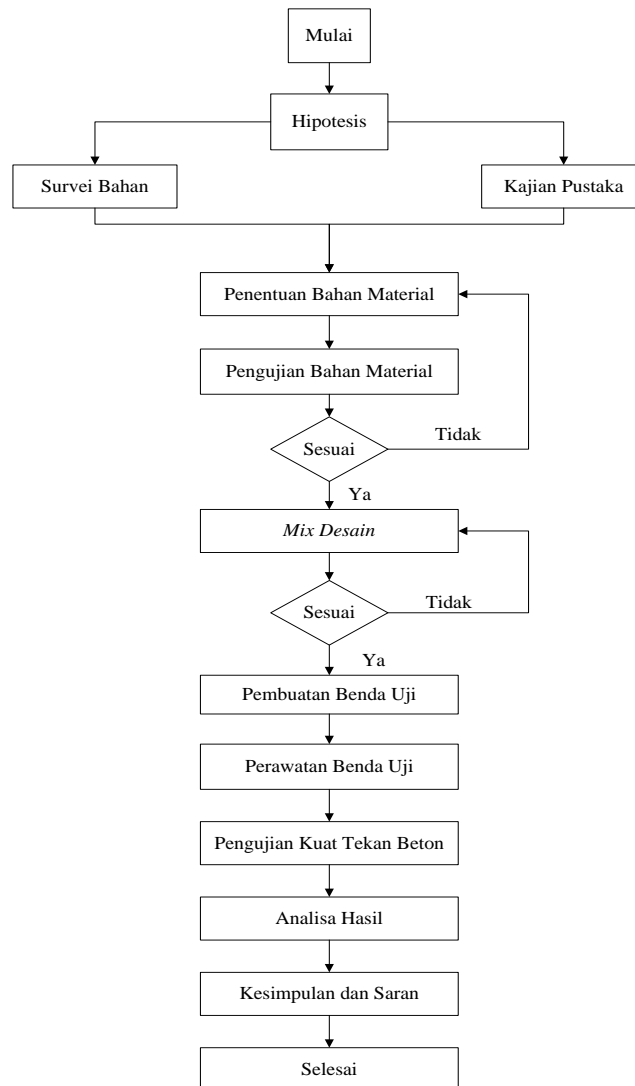 Mulai
Hipotesis
Survei Bahan
Kajian Pustaka
Penentuan Bahan Material
Pengujian Bahan Material
Sesuai
Tidak
Ya
Mix Desain
Sesuai
Tidak
Ya
Pembuatan Benda Uji
Perawatan Benda Uji
Pengujian Kuat Tekan Beton
Analisa Hasil
Kesimpulan dan Saran
Selesai